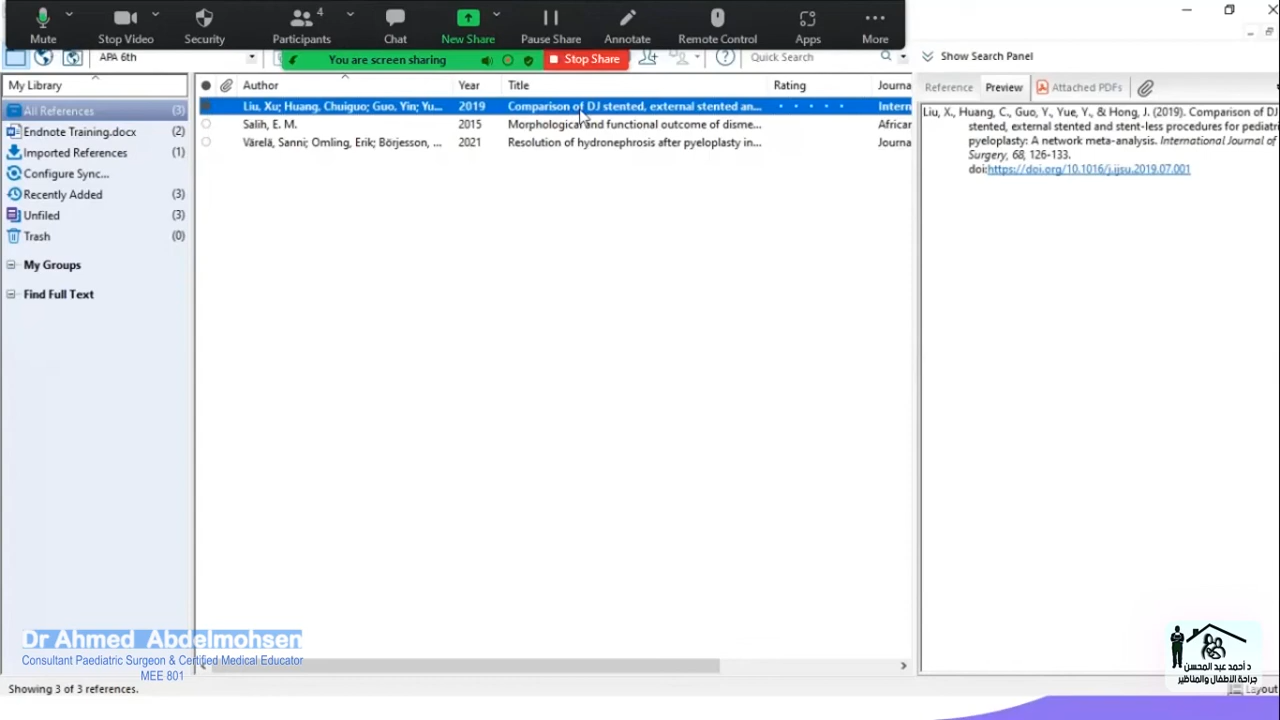 Mute
Stop Video
Security
Participants
4
Chat
New Share
Pause Share
Annotate
Remote Control
Apps
More
APA 6th
You are screen sharing
Stop Share
Quick Search
Show Search Panel
My Library
Author
Year
Title
Rating
Journa
Reference
Preview
Attached PDFs
All References (3)
Endnote Training.docx (2)
Imported References (1)
Configure Sync...
Recently Added (3)
Unfiled (3)
Trash (0)
My Groups
Find Full Text
Liu, Xu; Huang, Chuiguo; Guo, Yin; Yu... 2019 Comparison of DJ stented, external stented an... Intern
Salih, E. M. 2015 Morphological and functional outcome of disme... African
Värelä, Sanni; Omling, Erik; Börjesson, ... 2021 Resolution of hydronephrosis after pyeloplasty in... Journa
Liu, X., Huang, C., Guo, Y., Yue, Y., & Hong, J. (2019). Comparison of DJ
stented, external stented and stent-less procedures for pediatri
pyeloplasty: A network meta-analysis. International Journal of
Surgery, 68, 126-133.
doi:https://doi.org/10.1016/j.ijsu.2019.07.001
Dr Ahmed Abdelmohsen
Consultant Paediatric Surgeon & Certified Medical Educator
MEE 801
د أحمد عبد المحسن
جراحة الاطفال والمناظير
Showing 3 of 3 references.
Layout